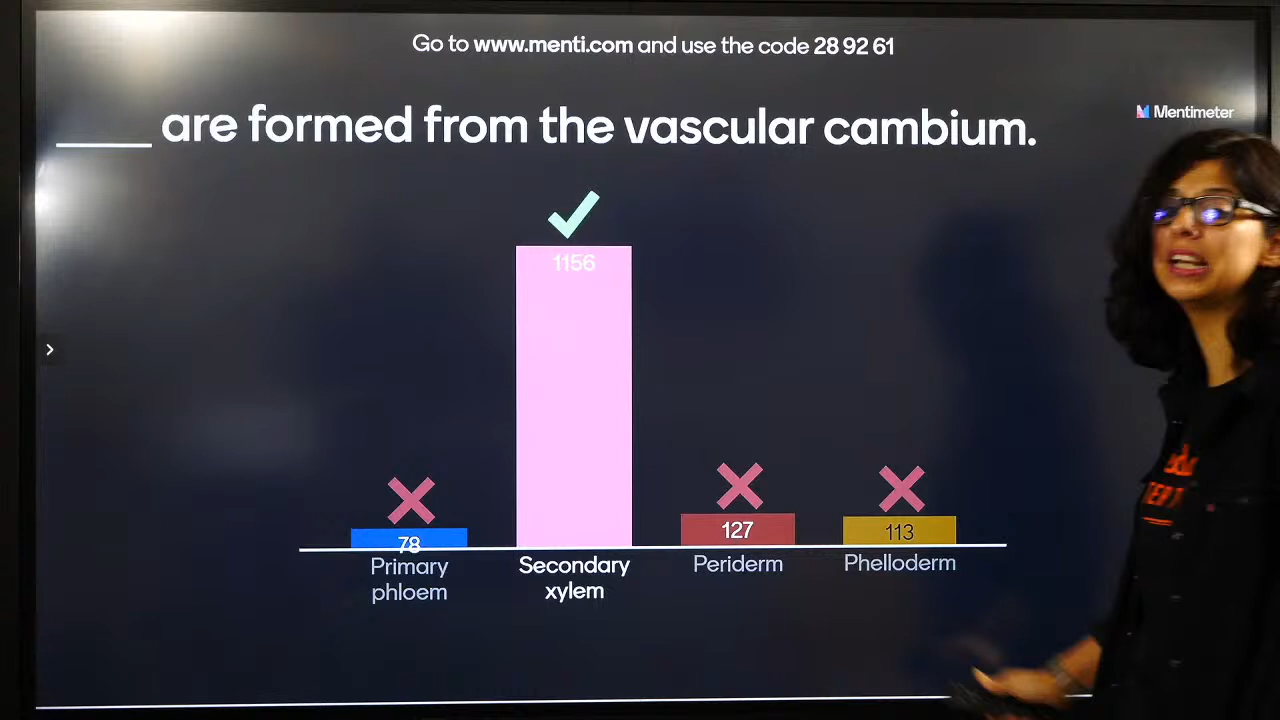 Go to www.menti.com and use the code 28 92 61
Mentimeter
____ are formed from the vascular cambium.
1156
78
127
113
Primary phloem
Secondary xylem
Periderm
Phelloderm